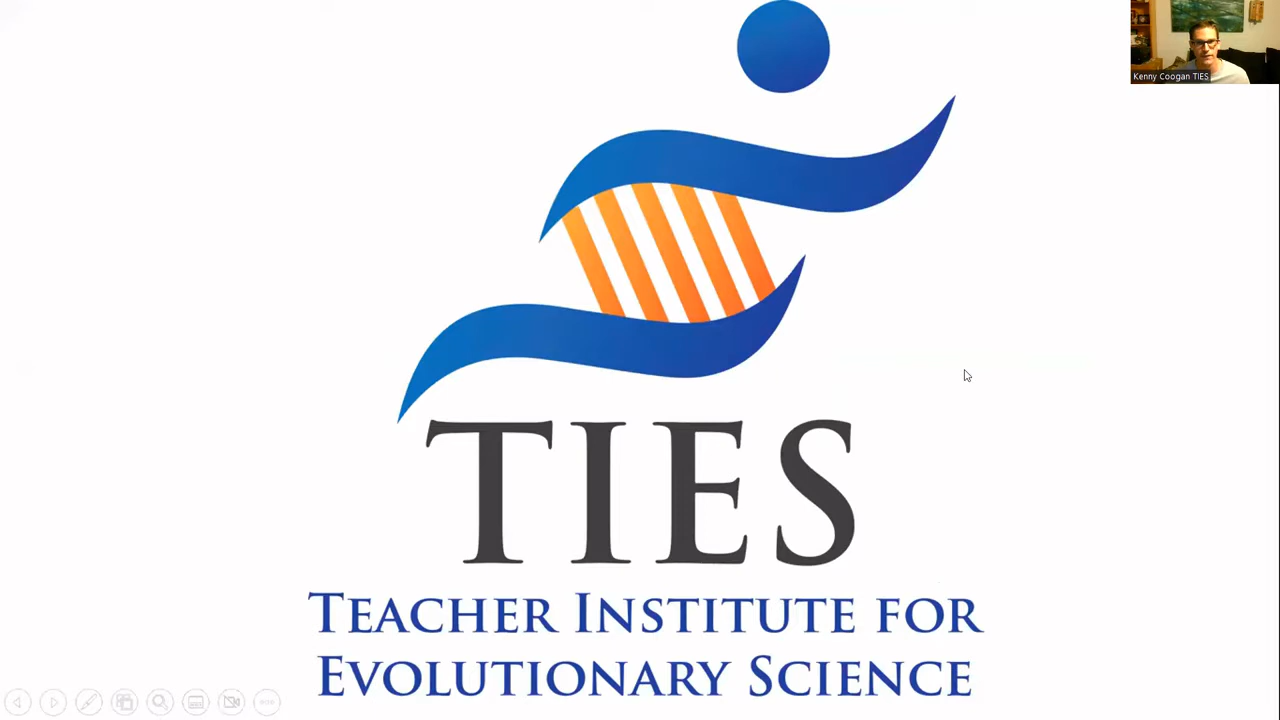 Kenny Coogan TIES
TIES
TEACHER INSTITUTE FOR
EVOLUTIONARY SCIENCE